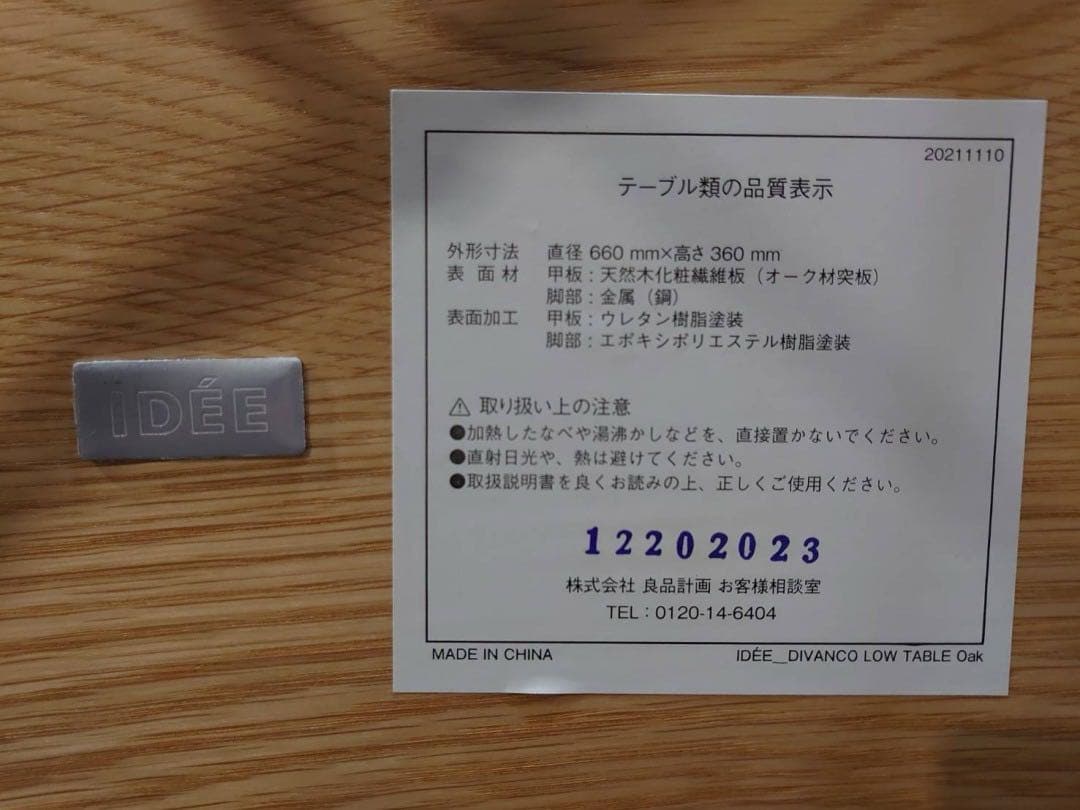 IDÉE
20211110
テーブル類の品質表示
外形寸法 直径 660 mm×高さ 360 mm
表面材 甲板：天然木化粧繊維板（オーク材突板）
脚部：金属（鋼）
表面加工 甲板：ウレタン樹脂塗装
脚部：エポキシポリエステル樹脂塗装
⚠ 取り扱い上の注意
●加熱したなべや湯沸かしなどを、直接置かないでください。
●直射日光や、熱は避けてください。
●取扱説明書を良くお読みの上、正しくご使用ください。
12202023
株式会社 良品計画 お客様相談室
TEL：0120-14-6404
MADE IN CHINA
IDÉE__DIVANCO LOW TABLE Oak